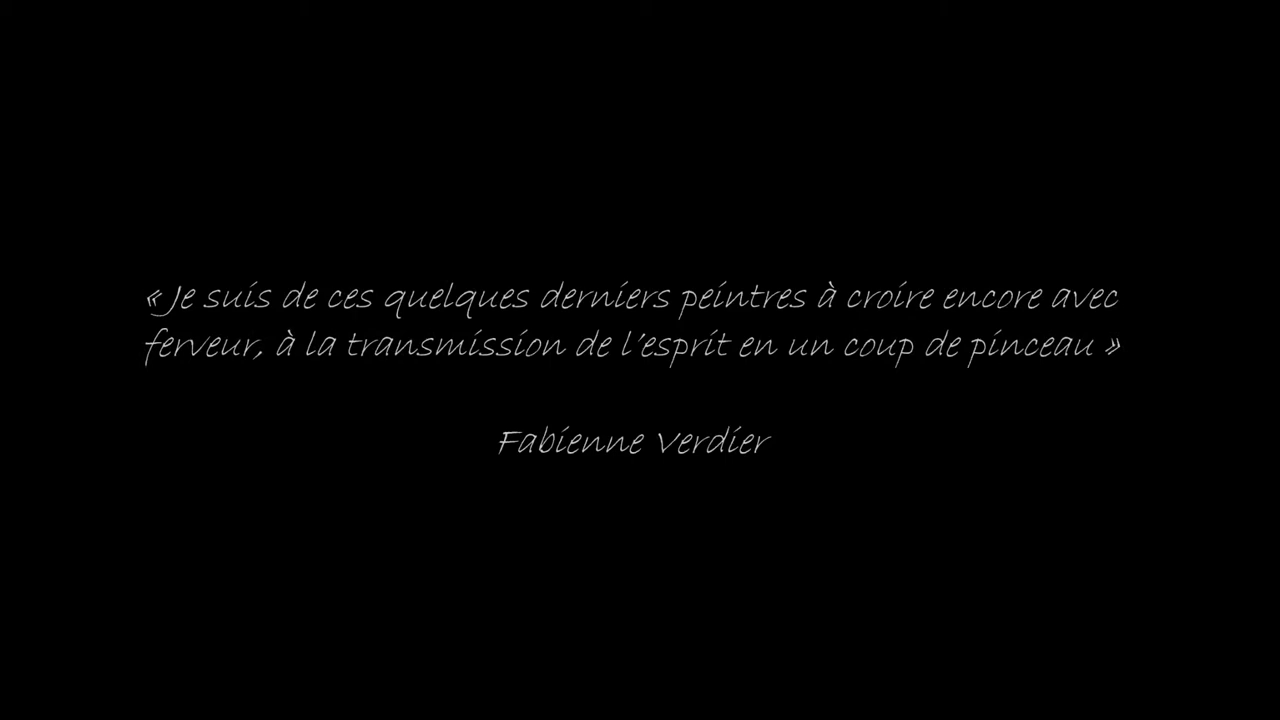 « Je suis de ces quelques derniers peintres à croire encore avec
ferveur, à la transmission de l'esprit en un coup de pinceau »
Fabienne Verdier